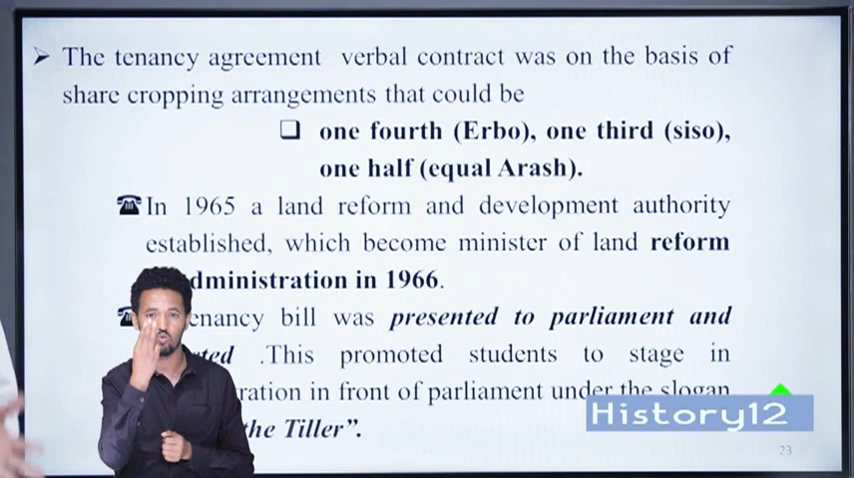 The tenancy agreement verbal contract was on the basis of
share cropping arrangements that could be
one fourth (Erbo), one third (siso),
one half (equal Arash).
In 1965 a land reform and development authority
established, which become minister of land reform
dministration in 1966.
enancy bill was presented to parliament and
ted .This promoted students to stage in
ration in front of parliament under the slogan
the Tiller”.
History12
23